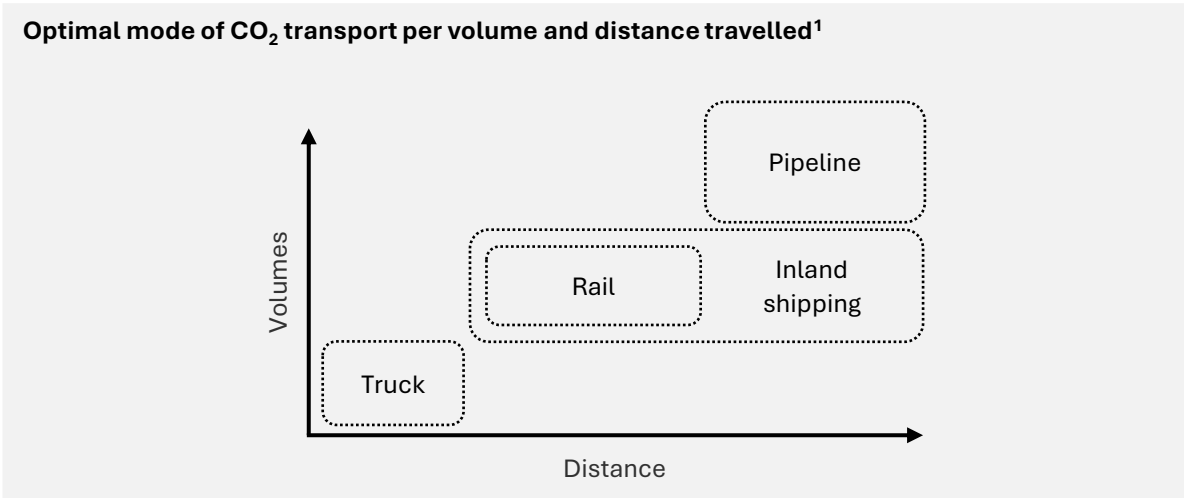 Optimal mode of CO₂ transport per volume and distance travelled¹
Pipeline
Volumes
Rail
Inland
shipping
Truck
Distance